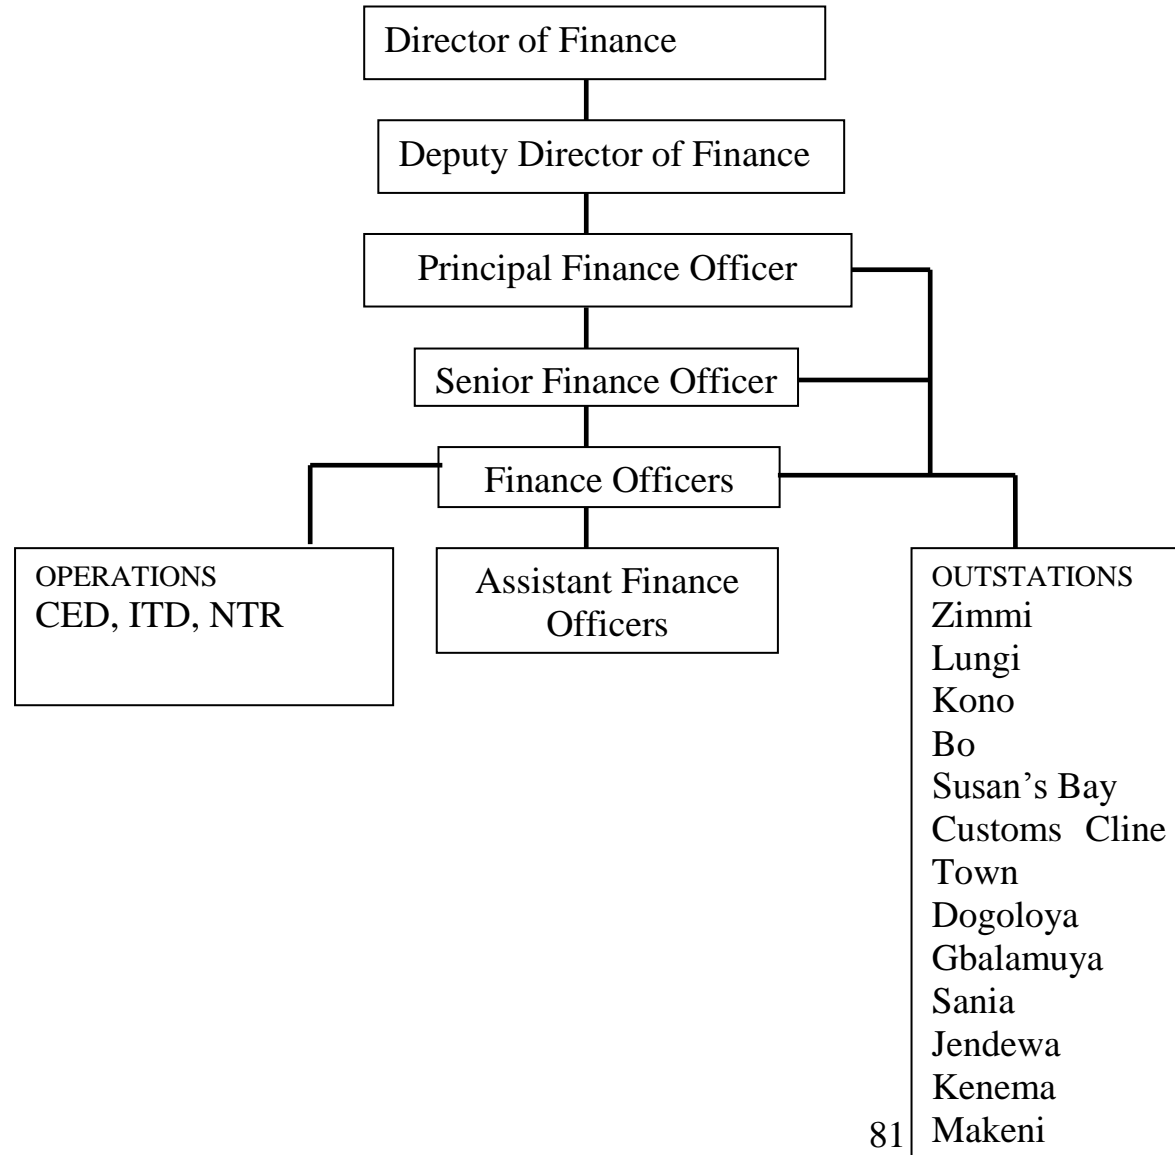 Director of Finance
Deputy Director of Finance
Principal Finance Officer
Senior Finance Officer
Finance Officers
OPERATIONS
CED, ITD, NTR
Assistant Finance
Officers
OUTSTATIONS
Zimmi
Lungi
Kono
Bo
Susan’s Bay
Customs Cline
Town
Dogoloya
Gbalamuya
Sania
Jendewa
Kenema
Makeni
81